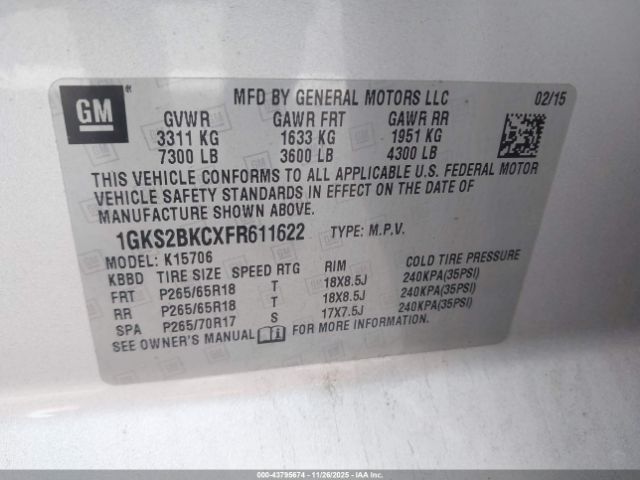 GM
MFD BY GENERAL MOTORS LLC 02/15
GVWR GAWR FRT GAWR RR
3311 KG 1633 KG 1951 KG
7300 LB 3600 LB 4300 LB
THIS VEHICLE CONFORMS TO ALL APPLICABLE U.S. FEDERAL MOTOR
VEHICLE SAFETY STANDARDS IN EFFECT ON THE DATE OF
MANUFACTURE SHOWN ABOVE.
1GKS2BKCXFR611622 TYPE: M.P.V.
MODEL: K15706
KBBD TIRE SIZE SPEED RTG RIM COLD TIRE PRESSURE
FRT P265/65R18 T 18X8.5J 240KPA(35PSI)
RR P265/65R18 T 18X8.5J 240KPA(35PSI)
SPA P265/70R17 S 17X7.5J 240KPA(35PSI)
SEE OWNER'S MANUAL FOR MORE INFORMATION.
000-43795674 - 11/26/2025 - IAAI.COM